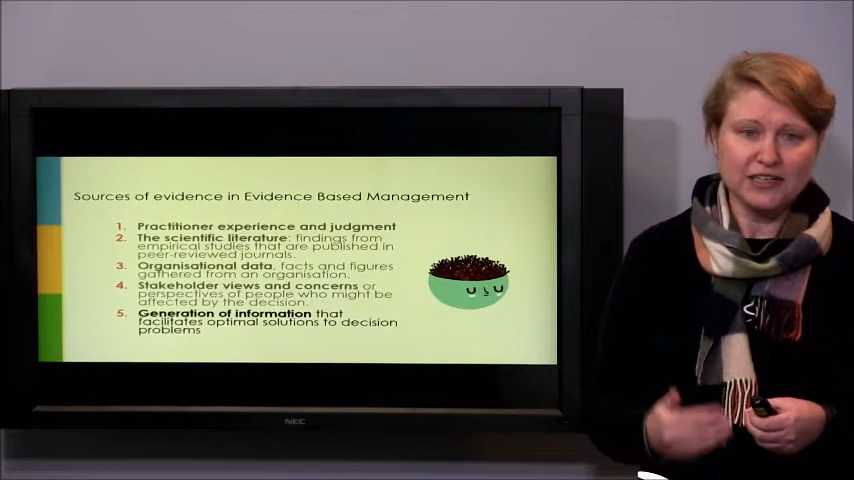 Sources of evidence in Evidence Based Management
1. Practitioner experience and judgment
2. The scientific literature: findings from
empirical studies that are published in
peer-reviewed journals.
3. Organisational data, facts and figures
gathered from an organisation.
4. Stakeholder views and concerns or
perspectives of people who might be
affected by the decision.
5. Generation of information that
facilitates optimal solutions to decision
problems
NEC